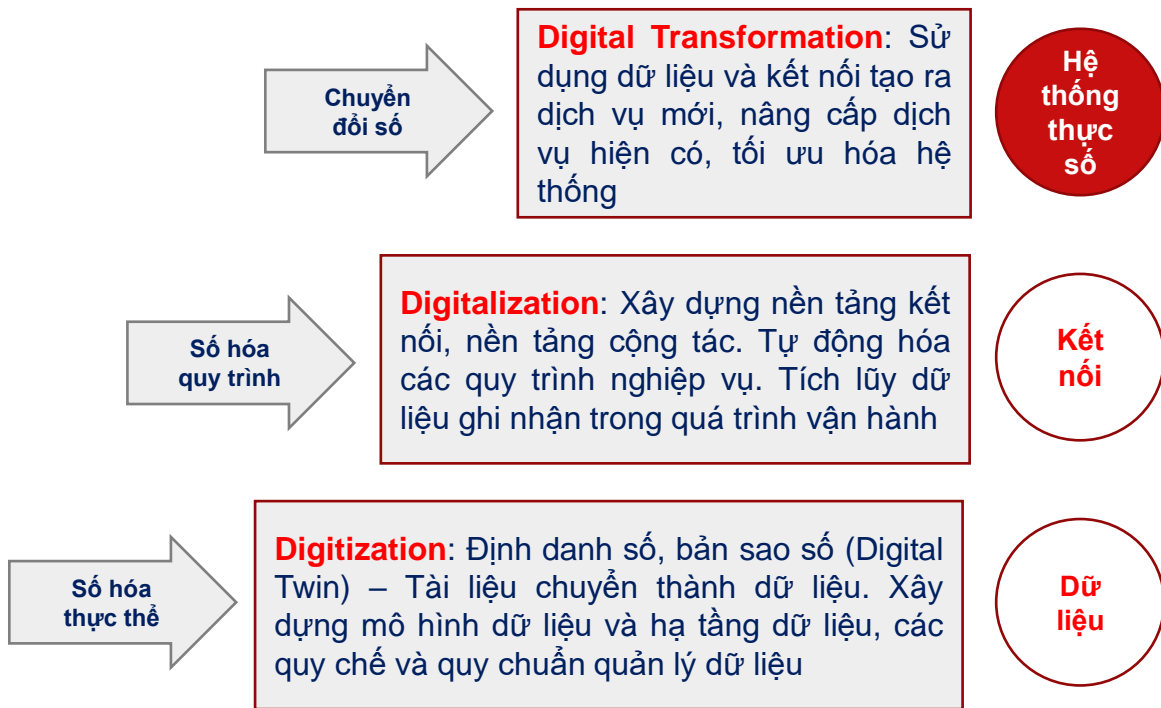 Chuyển
đổi số
Digital Transformation: Sử
dụng dữ liệu và kết nối tạo ra
dịch vụ mới, nâng cấp dịch
vụ hiện có, tối ưu hóa hệ
thống
Hệ
thống
thực
số
Số hóa
quy trình
Digitalization: Xây dựng nền tảng kết
nối, nền tảng cộng tác. Tự động hóa
các quy trình nghiệp vụ. Tích lũy dữ
liệu ghi nhận trong quá trình vận hành
Kết
nối
Số hóa
thực thể
Digitization: Định danh số, bản sao số (Digital
Twin) – Tài liệu chuyển thành dữ liệu. Xây
dựng mô hình dữ liệu và hạ tầng dữ liệu, các
quy chế và quy chuẩn quản lý dữ liệu
Dữ
liệu